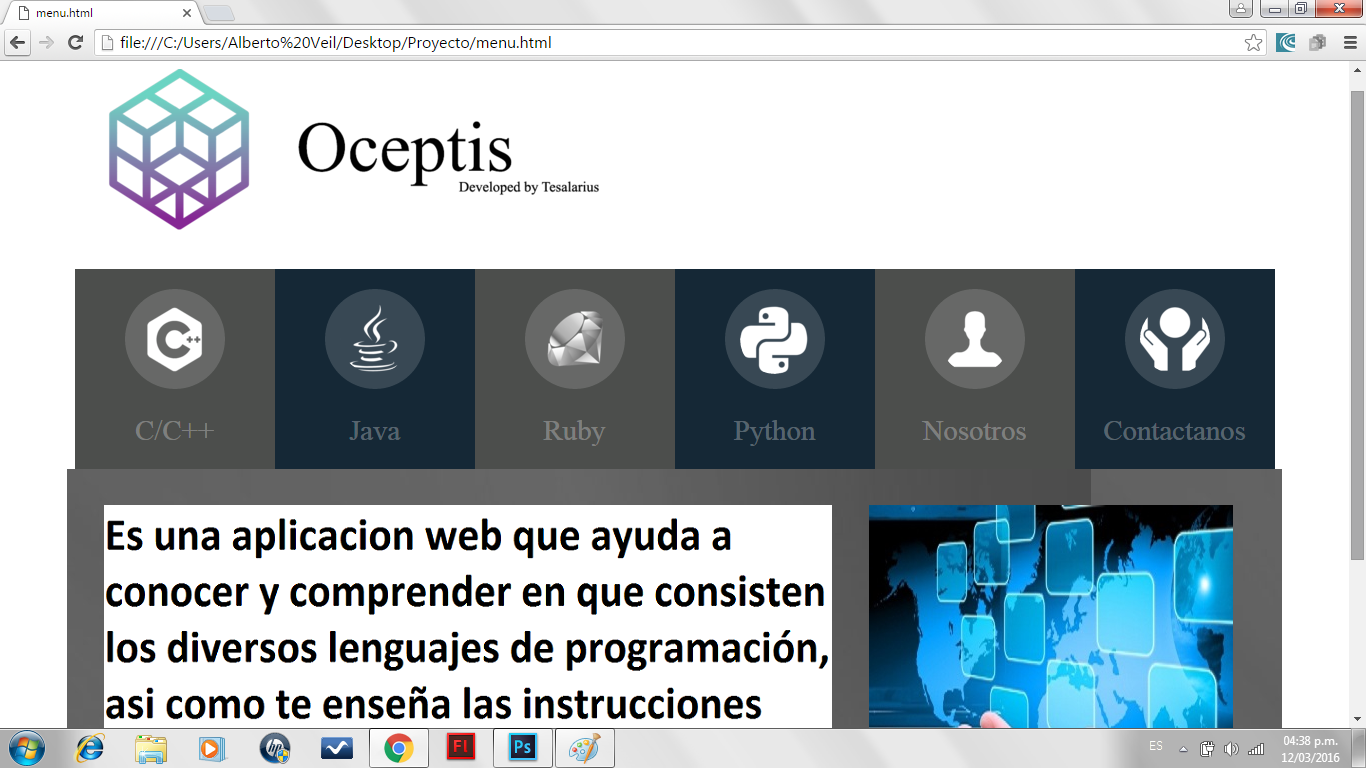 menu.html
file:///C:/Users/Alberto%20Veil/Desktop/Proyecto/menu.html
Oceptis
Developed by Tesalarius
C++
C/C++
Java
Ruby
Python
Nosotros
Contactanos
Es una aplicacion web que ayuda a
conocer y comprender en que consisten
los diversos lenguajes de programación,
asi como te enseña las instrucciones
hp
Fl
Ps
ES
04:38 p.m.
12/03/2016